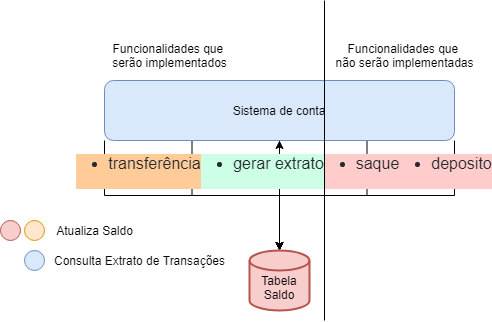 Funcionalidades que
serão implementados
Funcionalidades que
não serão implementadas
Sistema de conta
• transferência
• gerar extrato
• saque
• deposito
Atualiza Saldo
Consulta Extrato de Transações
Tabela
Saldo